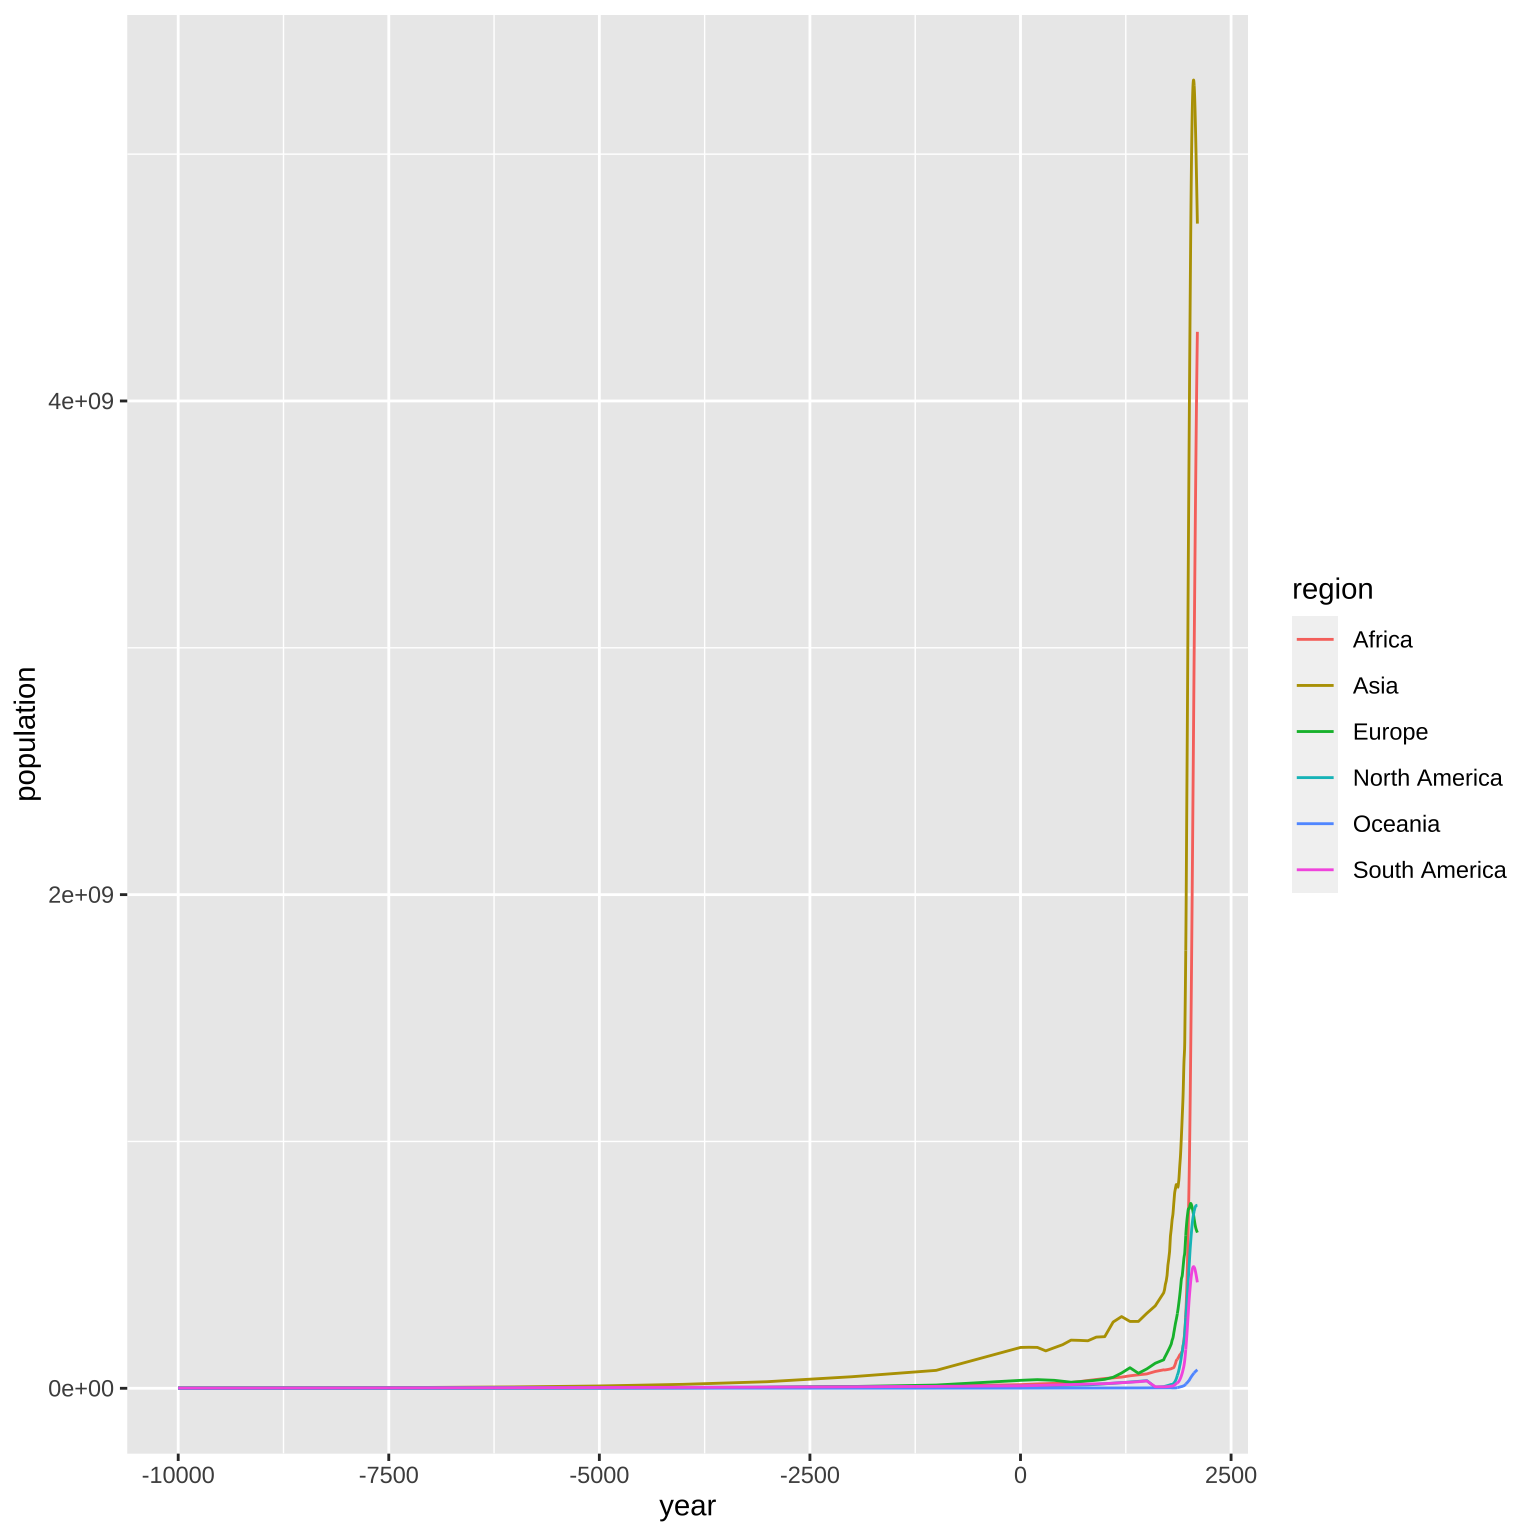 population
4e+09
2e+09
0e+00
-10000
-7500
-5000
-2500
0
2500
year
region
Africa
Asia
Europe
North America
Oceania
South America